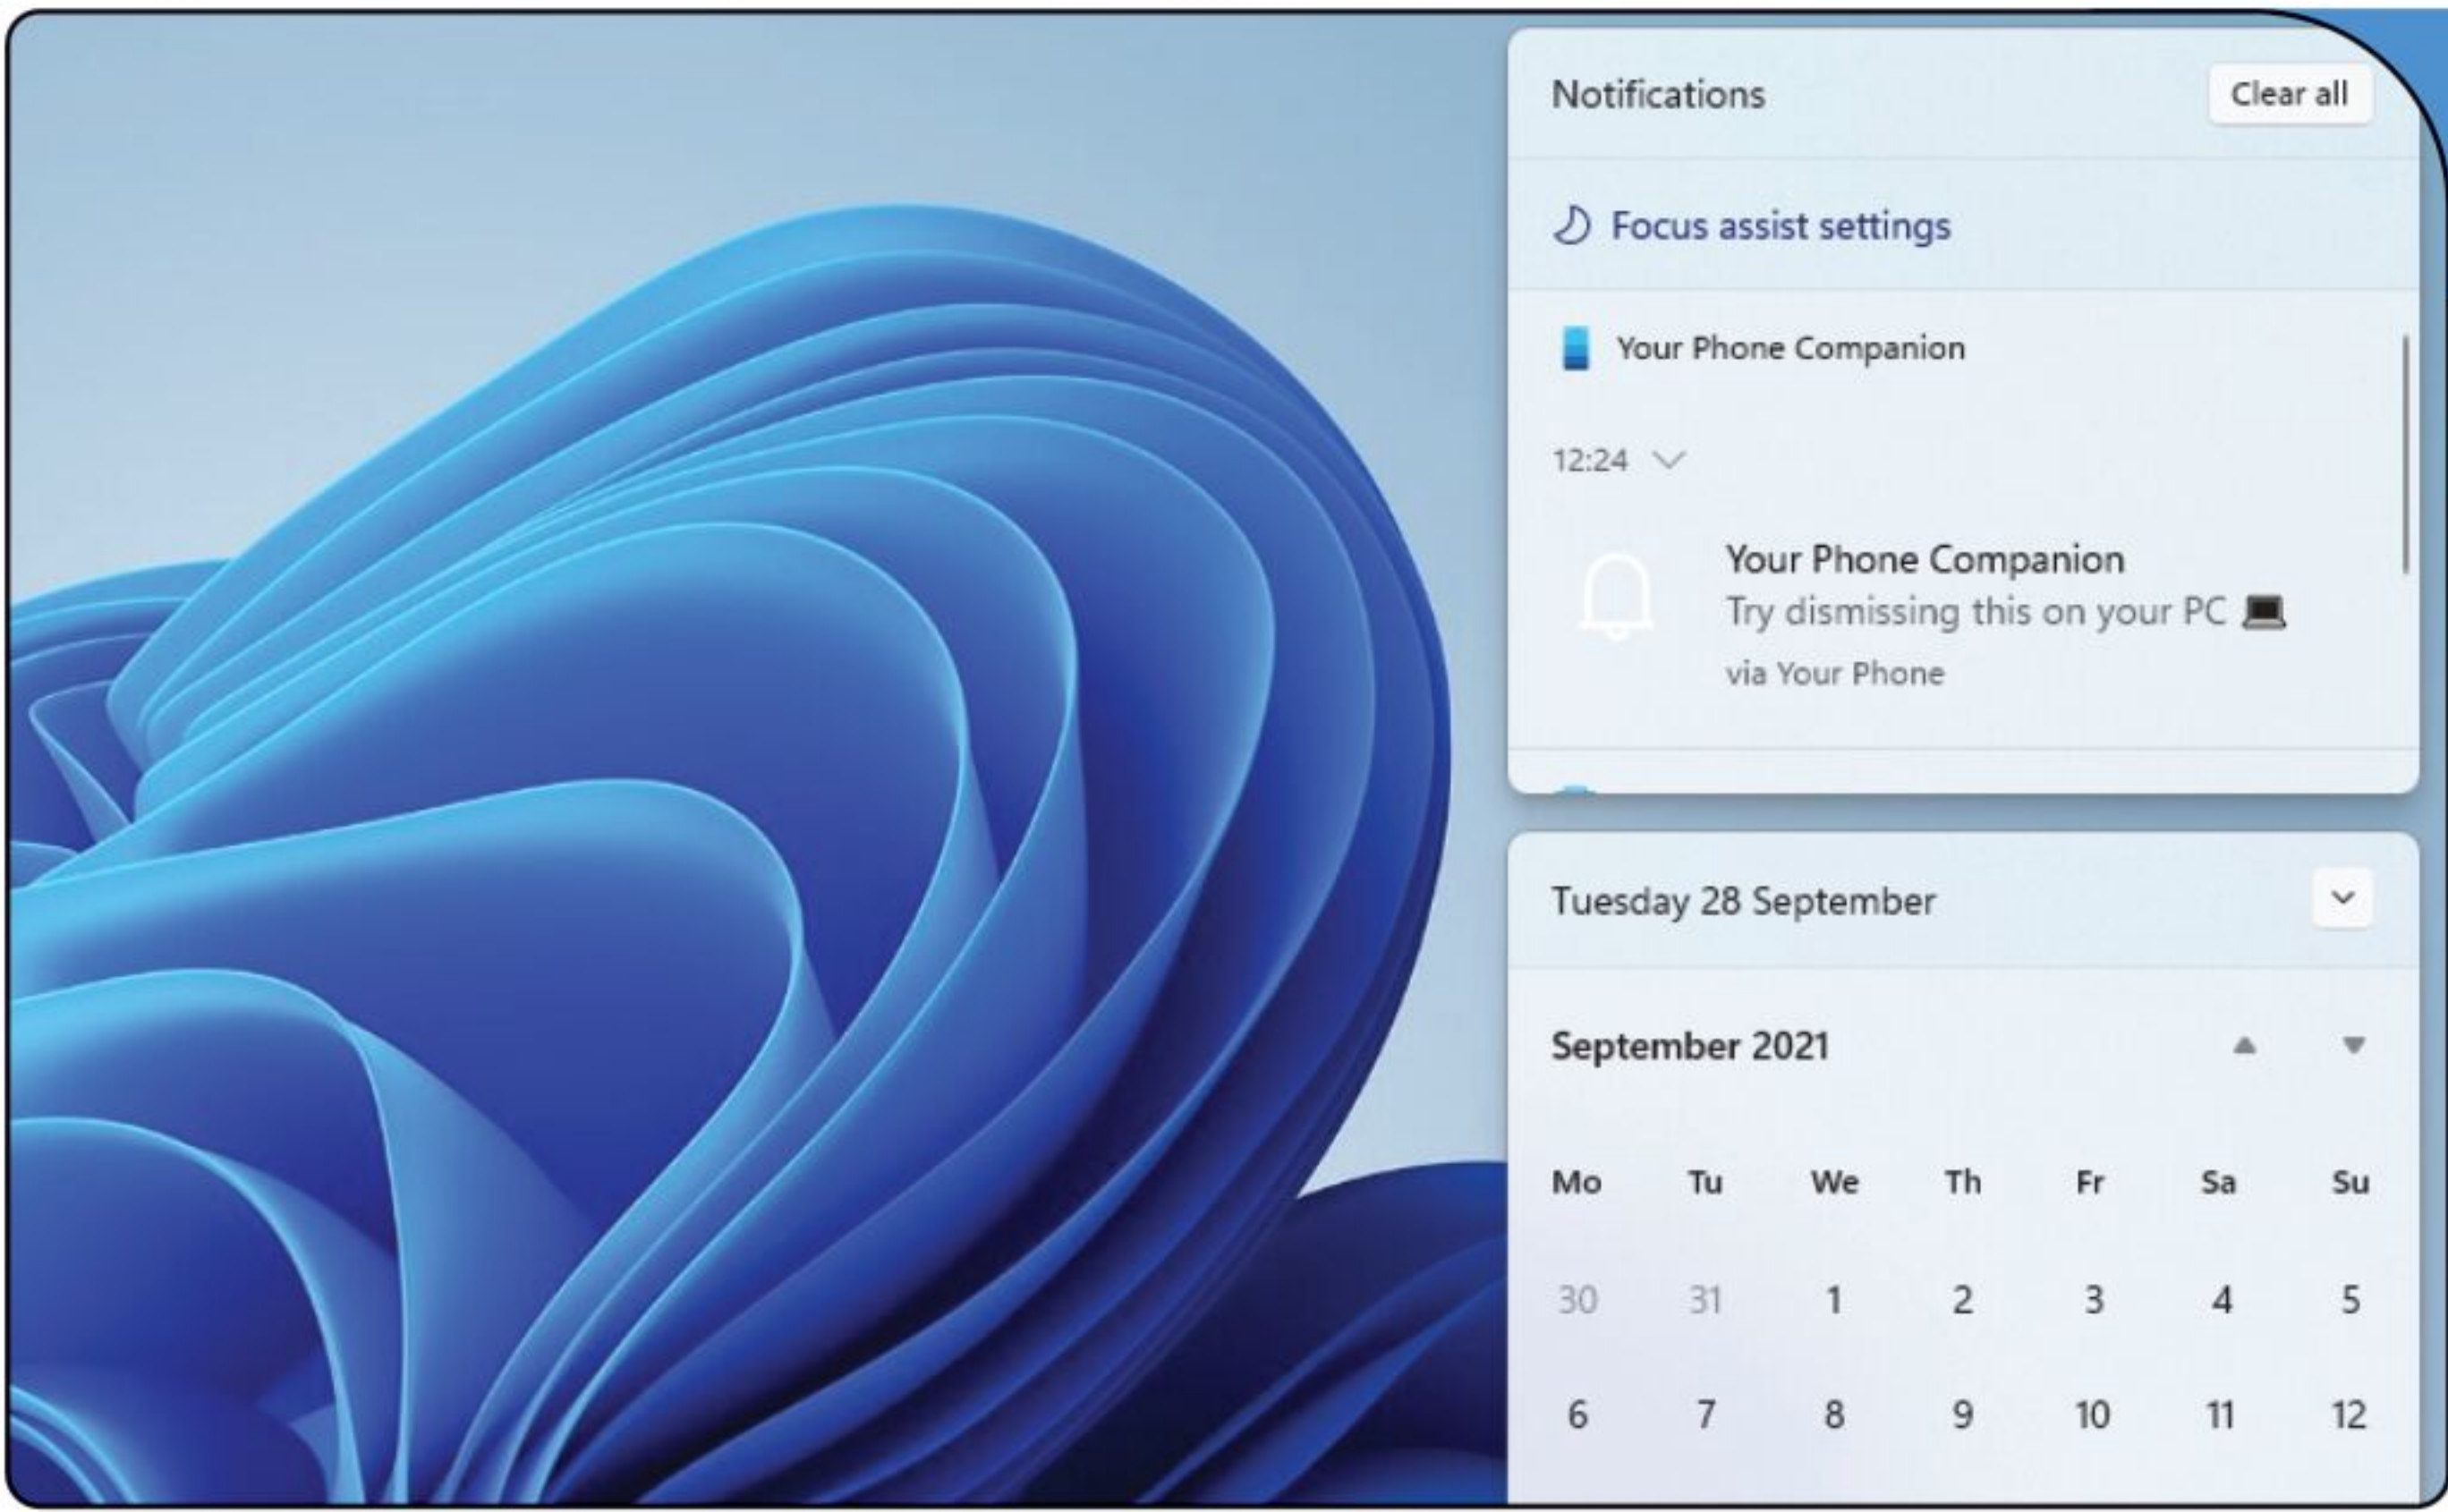 Notifications Clear all
Focus assist settings
Your Phone Companion
12:24
Your Phone Companion
Try dismissing this on your PC 💻
via Your Phone
Tuesday 28 September
September 2021
Mo Tu We Th Fr Sa Su
30 31 1 2 3 4 5
6 7 8 9 10 11 12